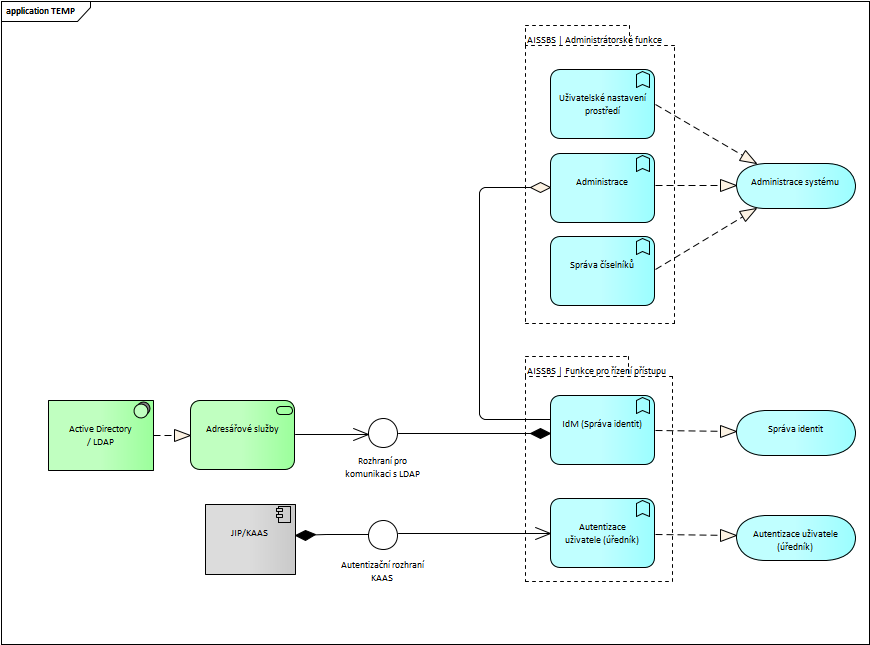 application TEMP
AISSBS | Administrátorské funkce
Uživatelské nastavení
prostředí
Administrace
Administrace systému
Správa číselníků
AISSBS | Funkce pro řízení přístupu
Active Directory
/ LDAP
Adresářové služby
Rozhraní pro
komunikaci s LDAP
IdM (Správa identit)
Správa identit
JIP/KAAS
Autentizační rozhraní
KAAS
Autentizace
uživatele (úředník)
Autentizace uživatele
(úředník)